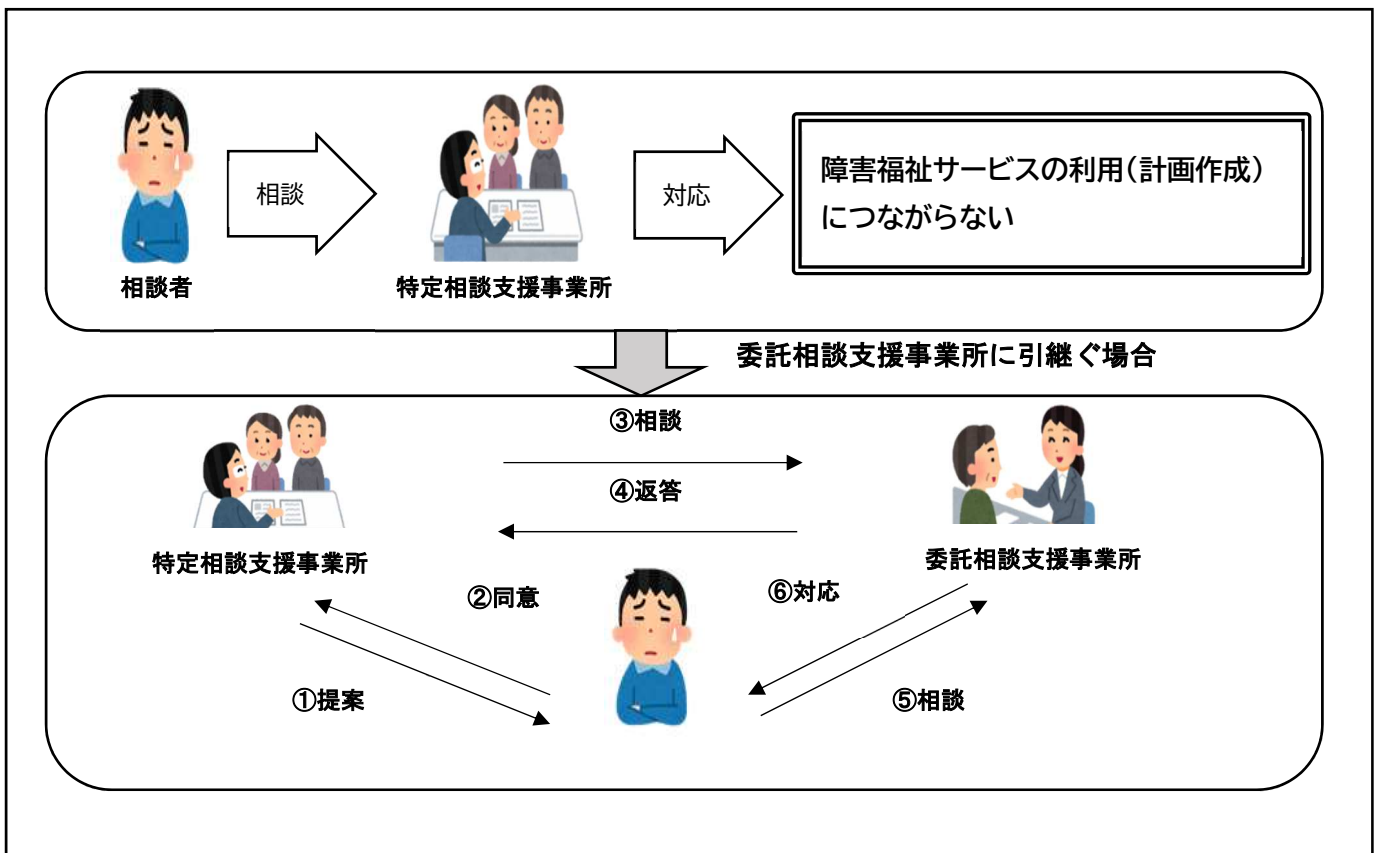 相談
対応
障害福祉サービスの利用(計画作成)
につながらない
相談者
特定相談支援事業所
委託相談支援事業所に引継ぐ場合
③相談
④返答
特定相談支援事業所
委託相談支援事業所
②同意
⑥対応
①提案
⑤相談